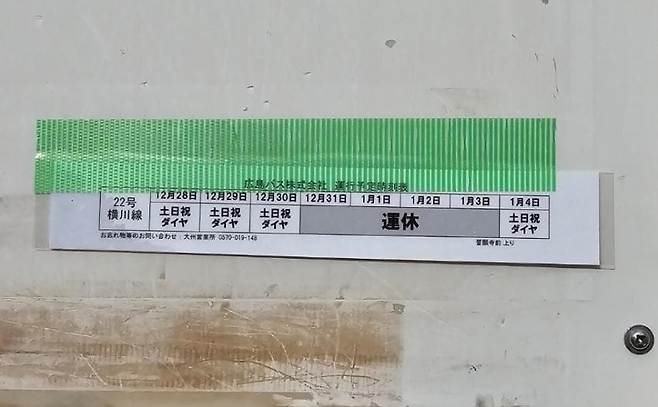 広島バス株式会社 運行予定時刻表
22号横川線 12月28日 12月29日 12月30日 12月31日 1月1日 1月2日 1月3日 1月4日
土日祝ダイヤ 土日祝ダイヤ 土日祝ダイヤ 運休 土日祝ダイヤ
お忘れ物等のお問い合わせ:大州営業所 0570-019-148
誓願寺前 上り